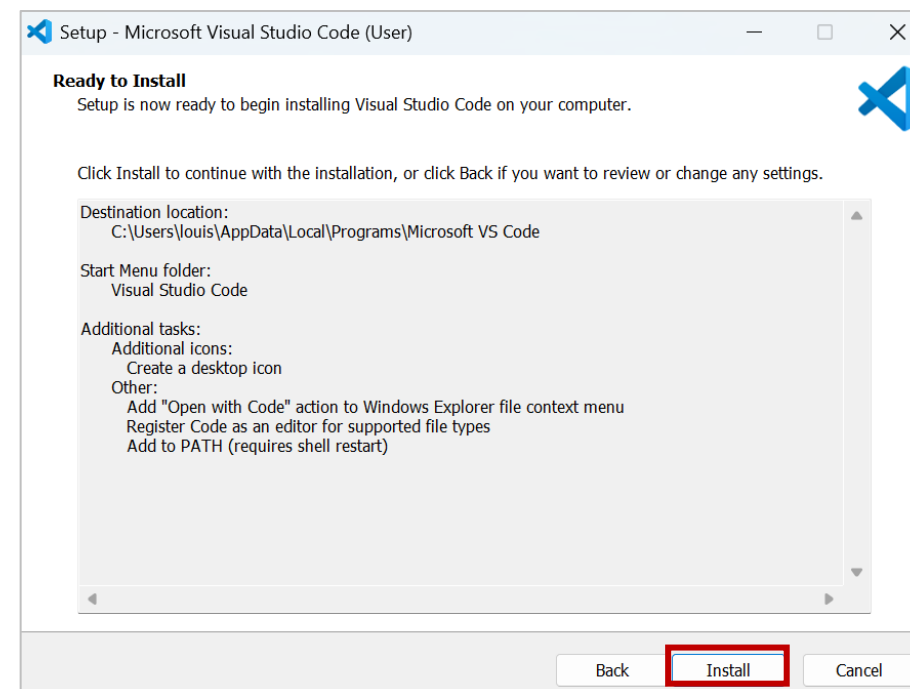 Setup - Microsoft Visual Studio Code (User)
Ready to Install
Setup is now ready to begin installing Visual Studio Code on your computer.
Click Install to continue with the installation, or click Back if you want to review or change any settings.
Destination location:
C:\Users\louis\AppData\Local\Programs\Microsoft VS Code
Start Menu folder:
Visual Studio Code
Additional tasks:
Additional icons:
Create a desktop icon
Other:
Add "Open with Code" action to Windows Explorer file context menu
Register Code as an editor for supported file types
Add to PATH (requires shell restart)
Back Install Cancel